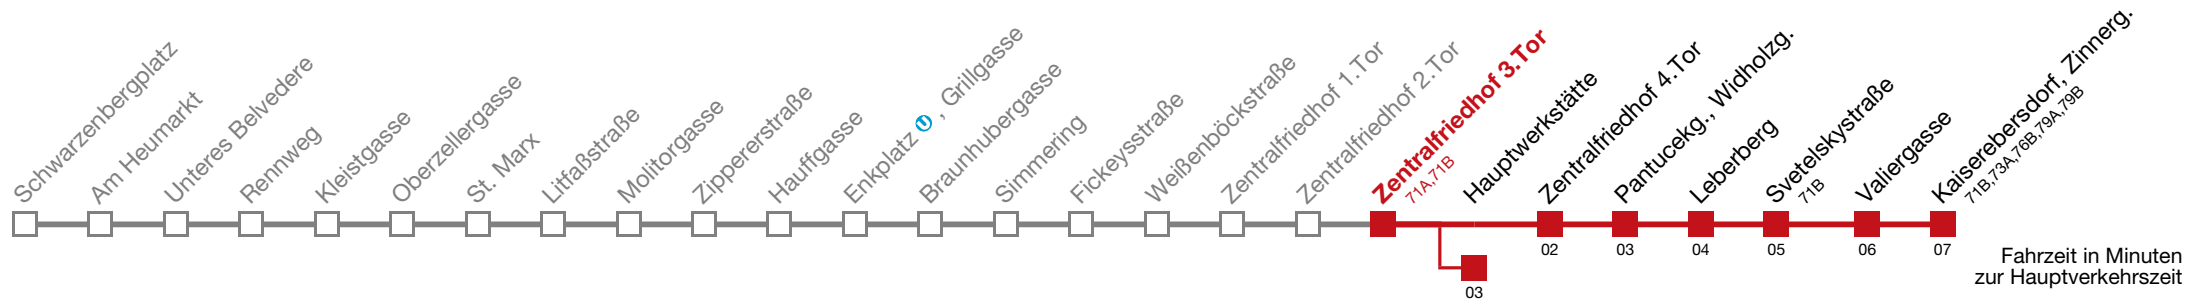 Schwarzenbergplatz
Am Heumarkt
Unteres Belvedere
Rennweg
Kleistgasse
Oberzellergasse
St. Marx
Litfaßstraße
Molitorgasse
Zippererstraße
Hauffgasse
Enkplatz U , Grillgasse
Braunhubergasse
Simmering
Fickeysstraße
Weißenböckstraße
Zentralfriedhof 1.Tor
Zentralfriedhof 2.Tor
Zentralfriedhof 3.Tor
71A,71B
Hauptwerkstätte
Zentralfriedhof 4.Tor
Pantucekg., Widholzg.
Leberberg
Svetelskystraße
71B
Valiergasse
Kaiserebersdorf, Zinnerg.
71B,73A,76B,79A,79B
02
03
04
05
06
07
03
Fahrzeit in Minuten
zur Hauptverkehrszeit